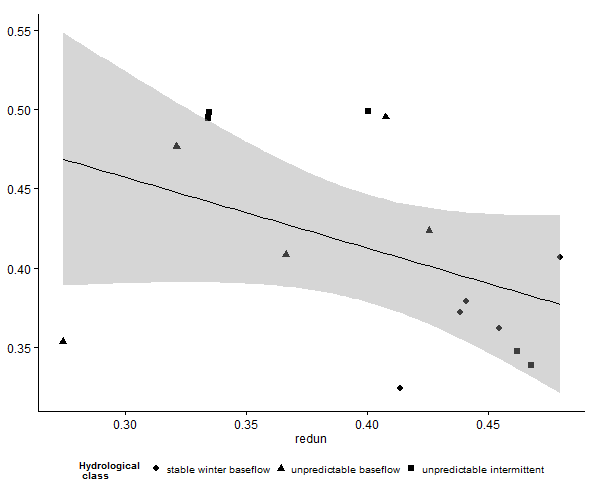 0.55
0.50
0.45
0.40
0.35
0.30 0.35 0.40 0.45
redun
Hydrological
class
stable winter baseflow unpredictable baseflow unpredictable intermittent